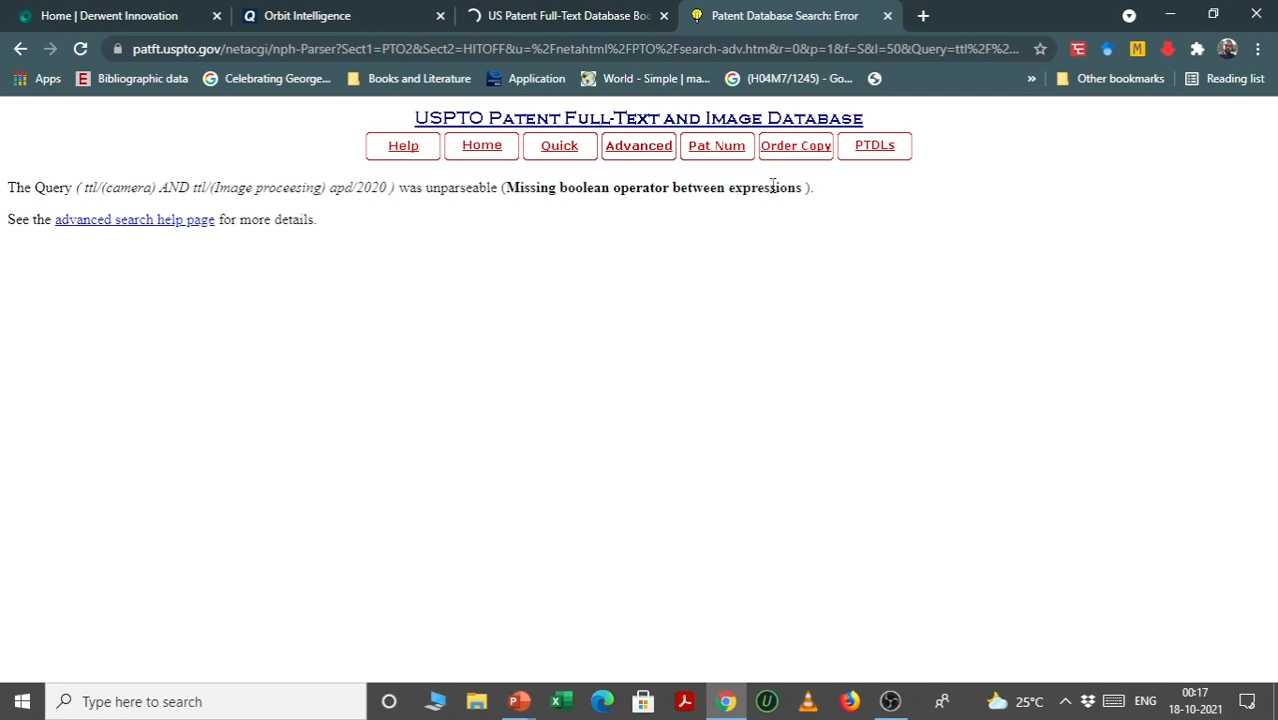 Home | Derwent Innovation
Orbit Intelligence
US Patent Full-Text Database Boo
Patent Database Search: Error
patft.uspto.gov/netacgi/nph-Parser?Sect1=PTO2&Sect2=HITOFF&u=%2Fnetahtml%2FPTO%2Fsearch-adv.htm&r=0&p=1&f=S&l=50&Query=ttl%2F%2...
Apps
Bibliographic data
Celebrating George...
Books and Literature
Application
World - Simple | ma...
(H04M7/1245) - Go...
»
Other bookmarks
Reading list
USPTO Patent Full-Text and Image Database
Help
Home
Quick
Advanced
Pat Num
Order Copy
PTDLs
The Query ( ttl/(camera) AND ttl/(Image proceesing) apd/2020 ) was unparseable (Missing boolean operator between expressions ).
See the advanced search help page for more details.
Type here to search
25°C
ENG
00:17
18-10-2021